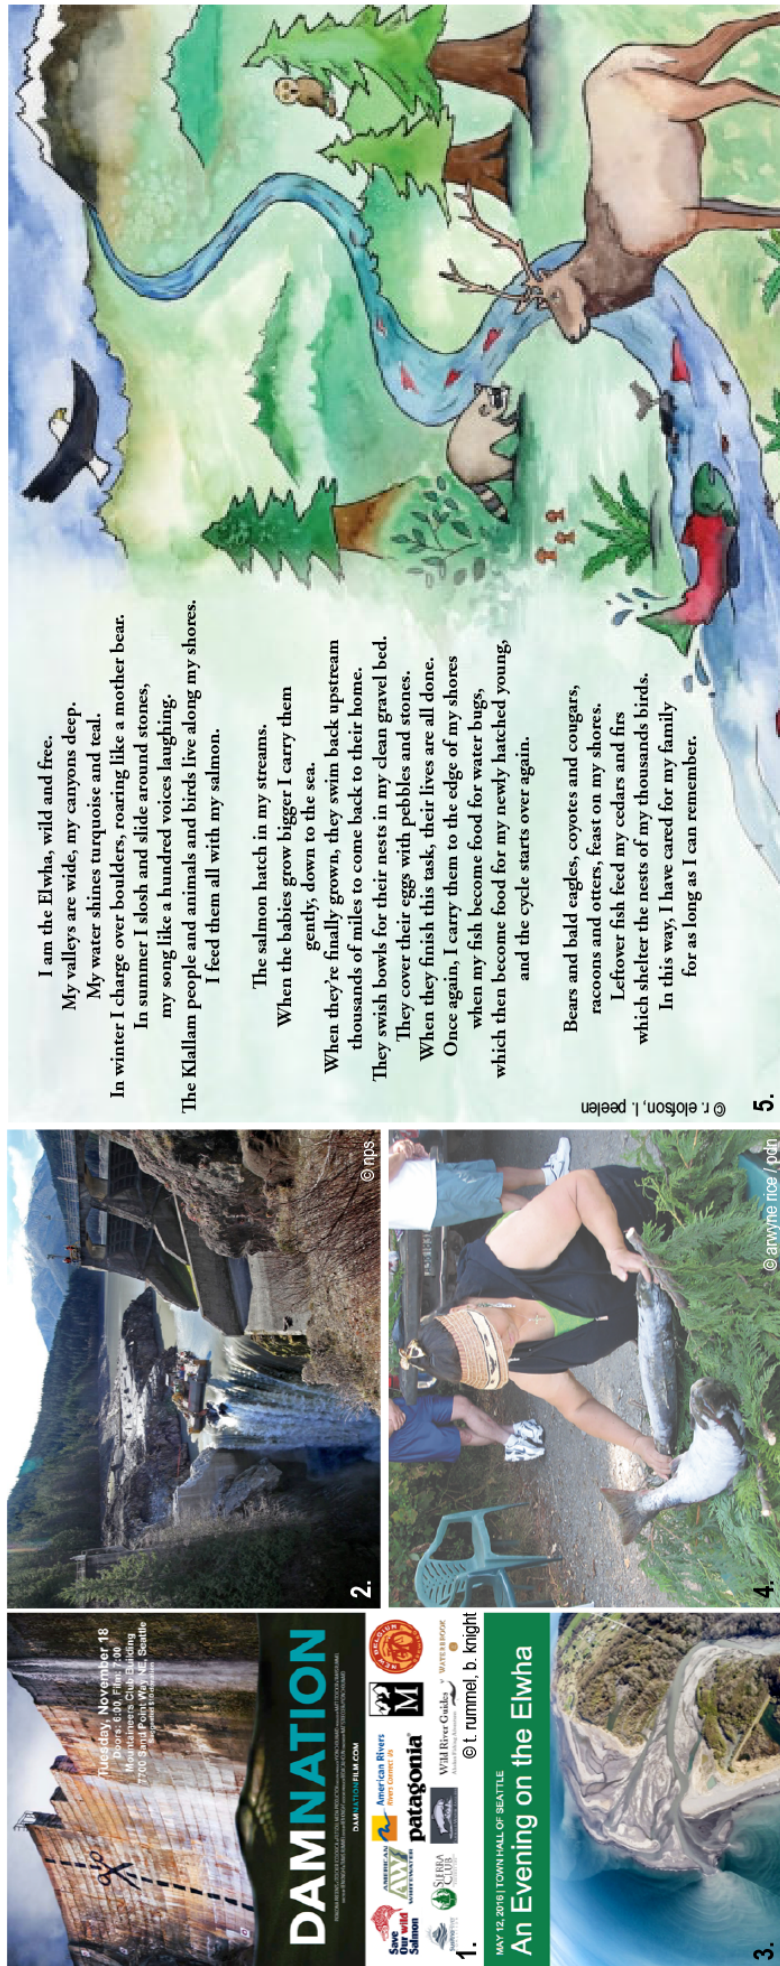 Tuesday, November 18
Doors: 6:00, Film 7:00
Mountaineers Club Building
7700 Sand Point Way NE, Seattle
DAMNATION
DAMNATIONFILM.COM
Save
Our wild
Salmon
AMERICAN
AW
WHITEWATER
American Rivers
Rivers Connect Us
M
NEW BELGIUM
SIERRA
CLUB
patagonia®
Wild River Guides
WATERBROOK
1.
© t. rummel, b. knight
2.
© nps
MAY 12, 2016 | TOWN HALL OF SEATTLE
An Evening on the Elwha
3.
4.
© arwyne rice / pdn
I am the Elwha, wild and free.
My valleys are wide, my canyons deep.
My water shines turquoise and teal.
In winter I charge over boulders, roaring like a mother bear.
In summer I slosh and slide around stones,
my song like a hundred voices laughing.
The Klallam people and animals and birds live along my shores.
I feed them all with my salmon.
The salmon hatch in my streams.
When the babies grow bigger I carry them
gently, down to the sea.
When they're finally grown, they swim back upstream
thousands of miles to come back to their home.
They swish bowls for their nests in my clean gravel bed.
They cover their eggs with pebbles and stones.
When they finish this task, their lives are all done.
Once again, I carry them to the edge of my shores
when my fish become food for water bugs,
which then become food for my newly hatched young,
and the cycle starts over again.
Bears and bald eagles, coyotes and cougars,
racoons and otters, feast on my shores.
Leftover fish feed my cedars and firs
which shelter the nests of my thousands birds.
In this way, I have cared for my family
for as long as I can remember.
© r. elofson, l. peelen
5.